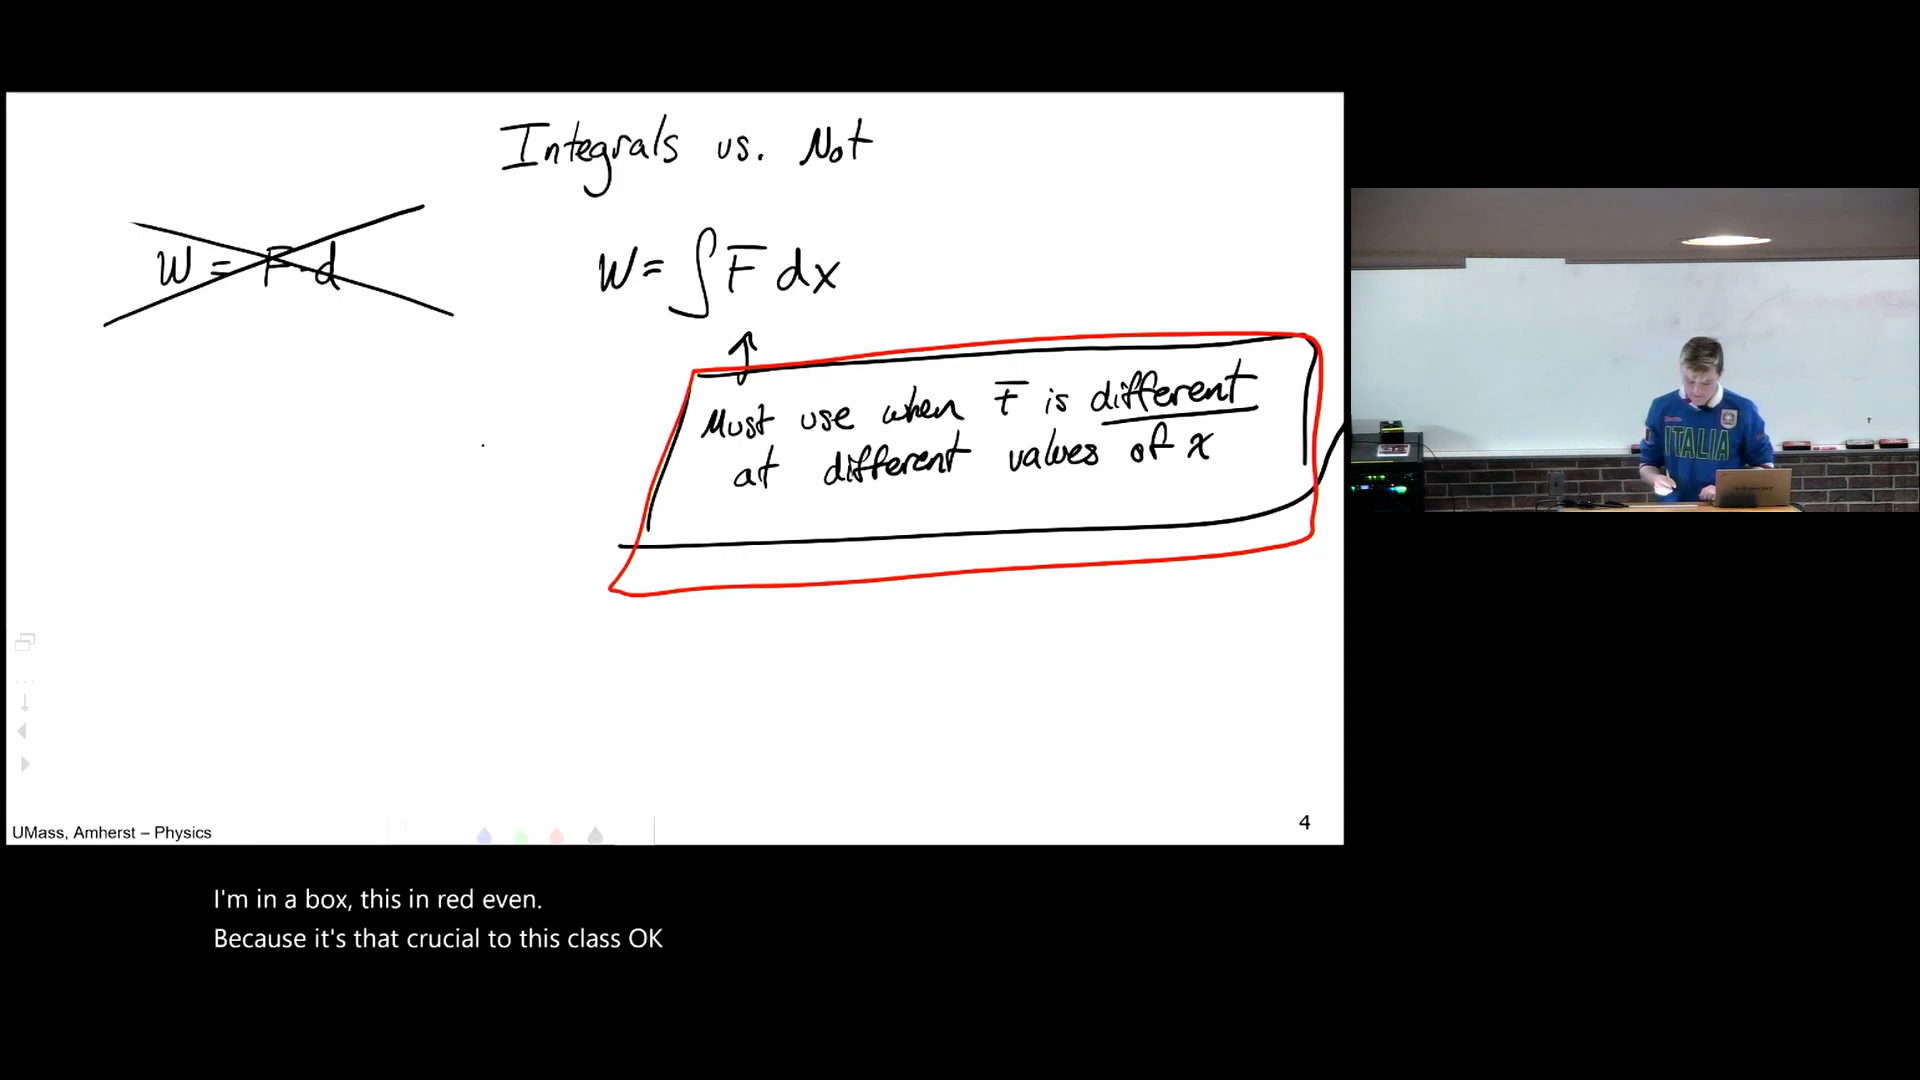 Integrals vs. Not
W = F·d
W = ∫ F dx
↑
Must use when F is different
at different values of x
UMass, Amherst – Physics
4
ITALIA
I'm in a box, this in red even.
Because it's that crucial to this class OK